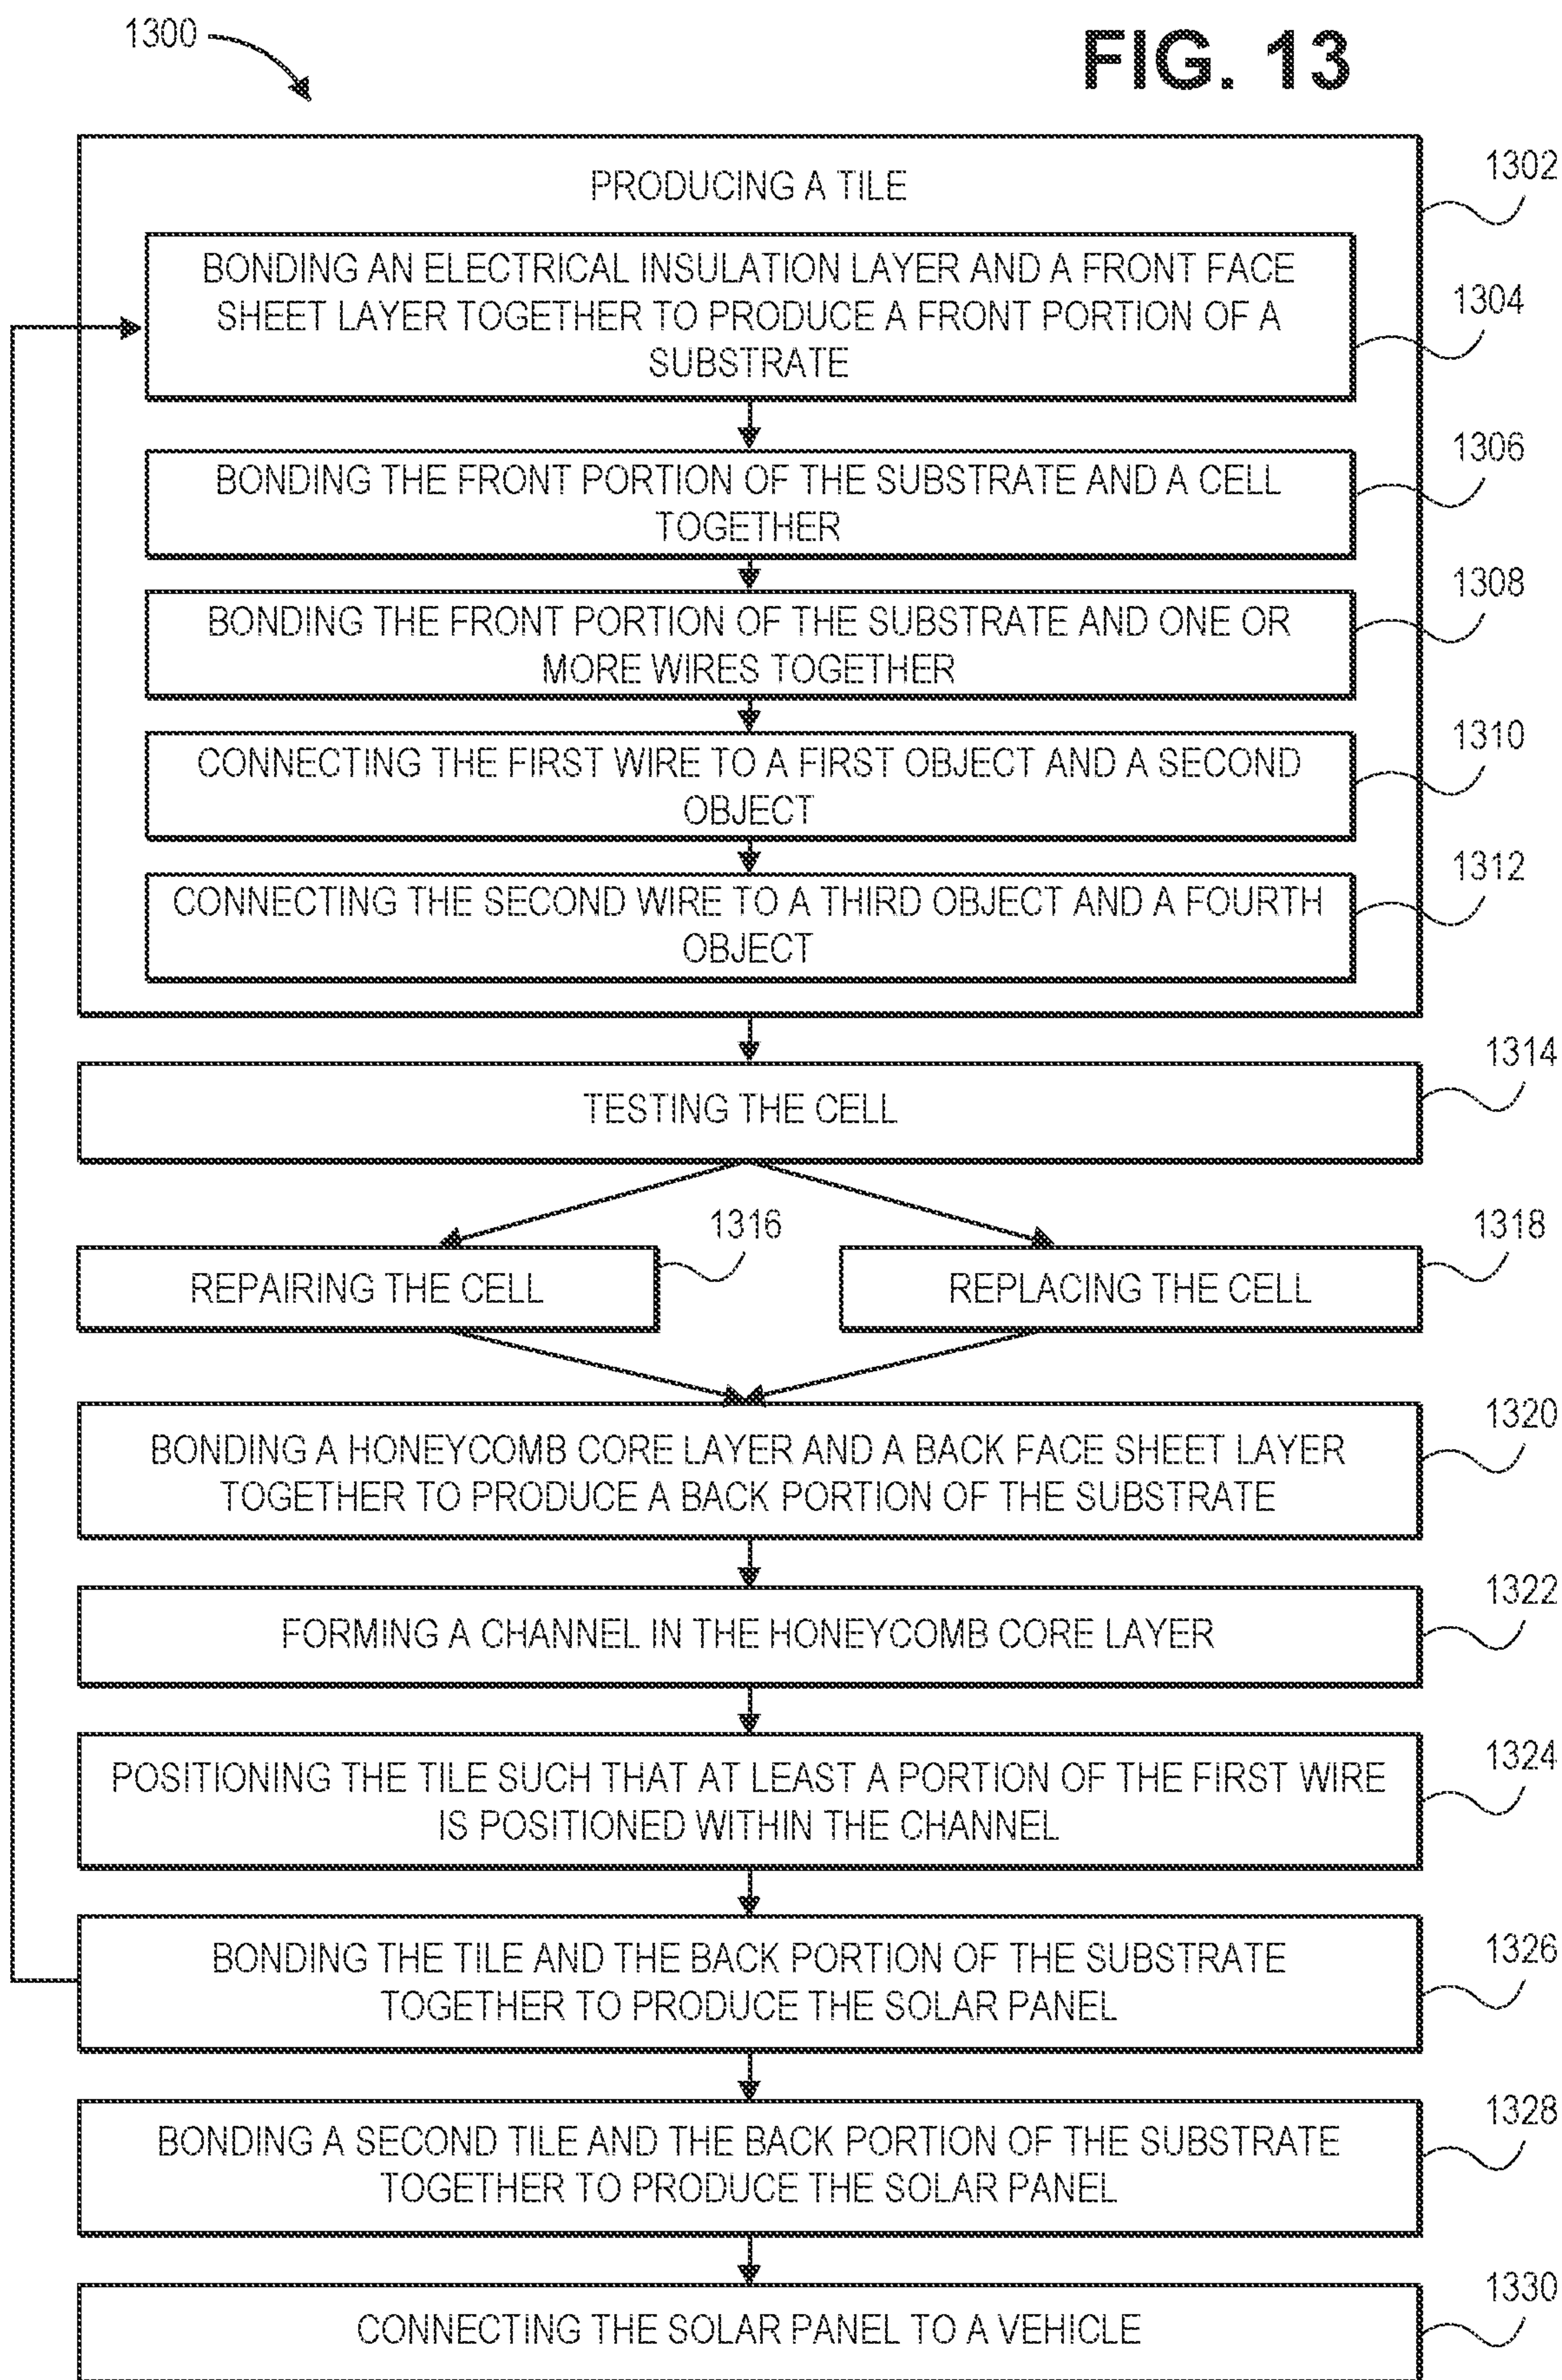 1300
FIG. 13
PRODUCING A TILE
1302
BONDING AN ELECTRICAL INSULATION LAYER AND A FRONT FACE
SHEET LAYER TOGETHER TO PRODUCE A FRONT PORTION OF A
SUBSTRATE
1304
BONDING THE FRONT PORTION OF THE SUBSTRATE AND A CELL
TOGETHER
1306
BONDING THE FRONT PORTION OF THE SUBSTRATE AND ONE OR
MORE WIRES TOGETHER
1308
CONNECTING THE FIRST WIRE TO A FIRST OBJECT AND A SECOND
OBJECT
1310
CONNECTING THE SECOND WIRE TO A THIRD OBJECT AND A FOURTH
OBJECT
1312
TESTING THE CELL
1314
REPAIRING THE CELL
1316
REPLACING THE CELL
1318
BONDING A HONEYCOMB CORE LAYER AND A BACK FACE SHEET LAYER
TOGETHER TO PRODUCE A BACK PORTION OF THE SUBSTRATE
1320
FORMING A CHANNEL IN THE HONEYCOMB CORE LAYER
1322
POSITIONING THE TILE SUCH THAT AT LEAST A PORTION OF THE FIRST WIRE
IS POSITIONED WITHIN THE CHANNEL
1324
BONDING THE TILE AND THE BACK PORTION OF THE SUBSTRATE
TOGETHER TO PRODUCE THE SOLAR PANEL
1326
BONDING A SECOND TILE AND THE BACK PORTION OF THE SUBSTRATE
TOGETHER TO PRODUCE THE SOLAR PANEL
1328
CONNECTING THE SOLAR PANEL TO A VEHICLE
1330